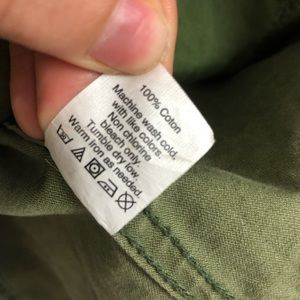 100% Coton
Machine wash cold,
with like colors.
Non chlorine
bleach only.
Tumble dry low.
Warm iron as needed.